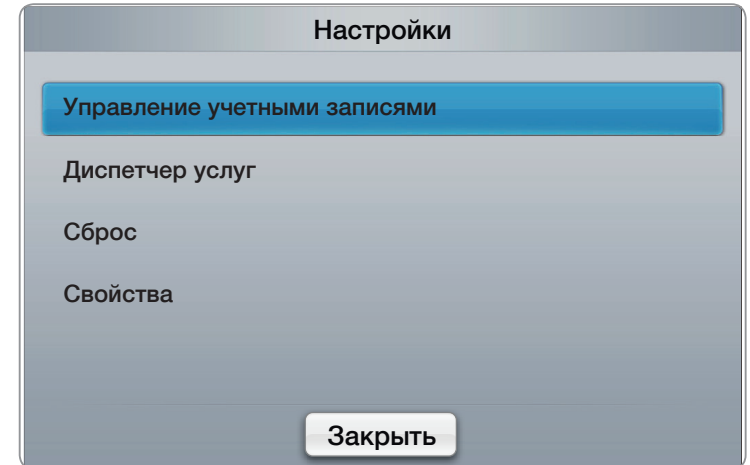 Настройки
Управление учетными записями
Диспетчер услуг
Сброс
Свойства
Закрыть